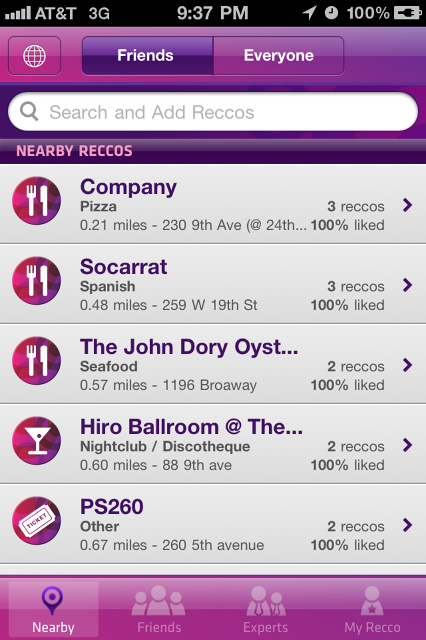 AT&T 3G 9:37 PM 100%
Friends Everyone
Search and Add Reccos
NEARBY RECCOS
Company
Pizza 3 reccos
0.21 miles - 230 9th Ave (@ 24th... 100% liked
Socarrat
Spanish 3 reccos
0.48 miles - 259 W 19th St 100% liked
The John Dory Oyst...
Seafood 2 reccos
0.57 miles - 1196 Broaway 100% liked
Hiro Ballroom @ The...
Nightclub / Discotheque 2 reccos
0.60 miles - 88 9th ave 100% liked
PS260
TICKET
Other 2 reccos
0.67 miles - 260 5th avenue 100% liked
Nearby Friends Experts My Recco